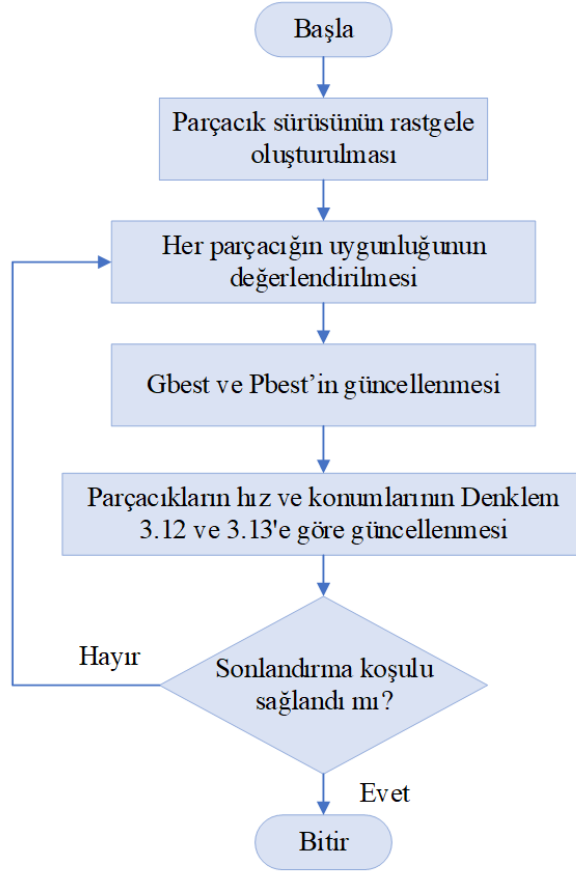 Başla
Parçacık sürüsünün rastgele
oluşturulması
Her parçacığın uygunluğunun
değerlendirilmesi
Gbest ve Pbest’in güncellenmesi
Parçacıkların hız ve konumlarının Denklem
3.12 ve 3.13'e göre güncellenmesi
Hayır
Sonlandırma koşulu
sağlandı mı?
Evet
Bitir